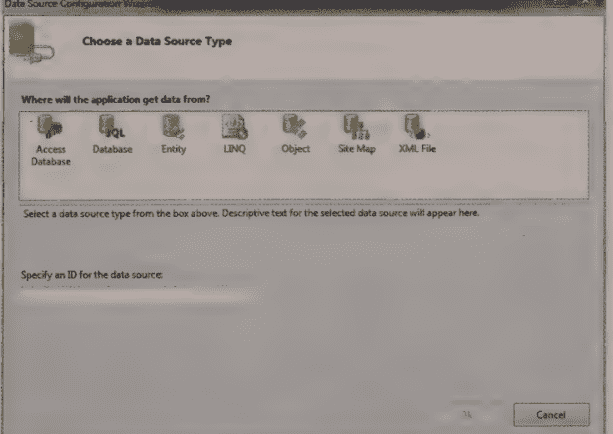 Data Source Configuration Wizard
Choose a Data Source Type
Where will the application get data from?
Access Database
SQL
Database
Entity
LINQ
Object
Site Map
XML File
Select a data source type from the box above. Descriptive text for the selected data source will appear here.
Specify an ID for the data source:
Cancel